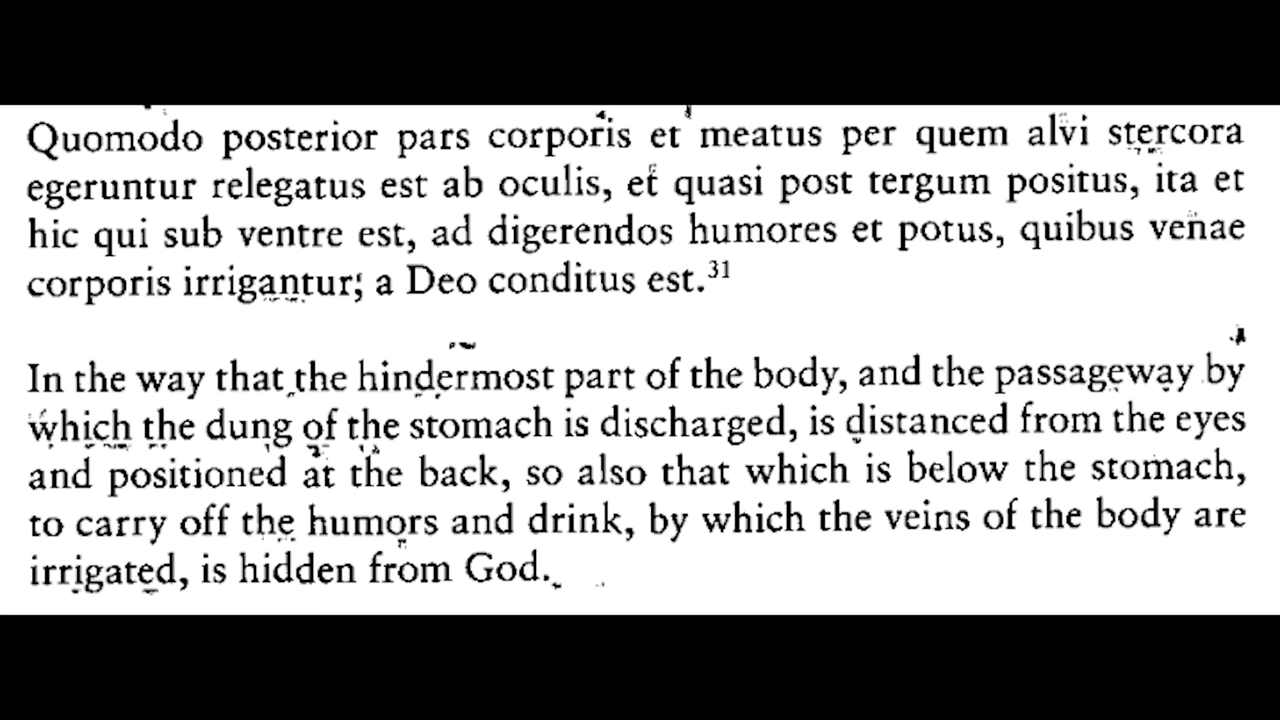 Quomodo posterior pars corporis et meatus per quem alvi stercora
egeruntur relegatus est ab oculis, et quasi post tergum positus, ita et
hic qui sub ventre est, ad digerendos humores et potus, quibus venae
corporis irrigantur; a Deo conditus est.31
In the way that the hindermost part of the body, and the passageway by
which the dung of the stomach is discharged, is distanced from the eyes
and positioned at the back, so also that which is below the stomach,
to carry off the humors and drink, by which the veins of the body are
irrigated, is hidden from God.